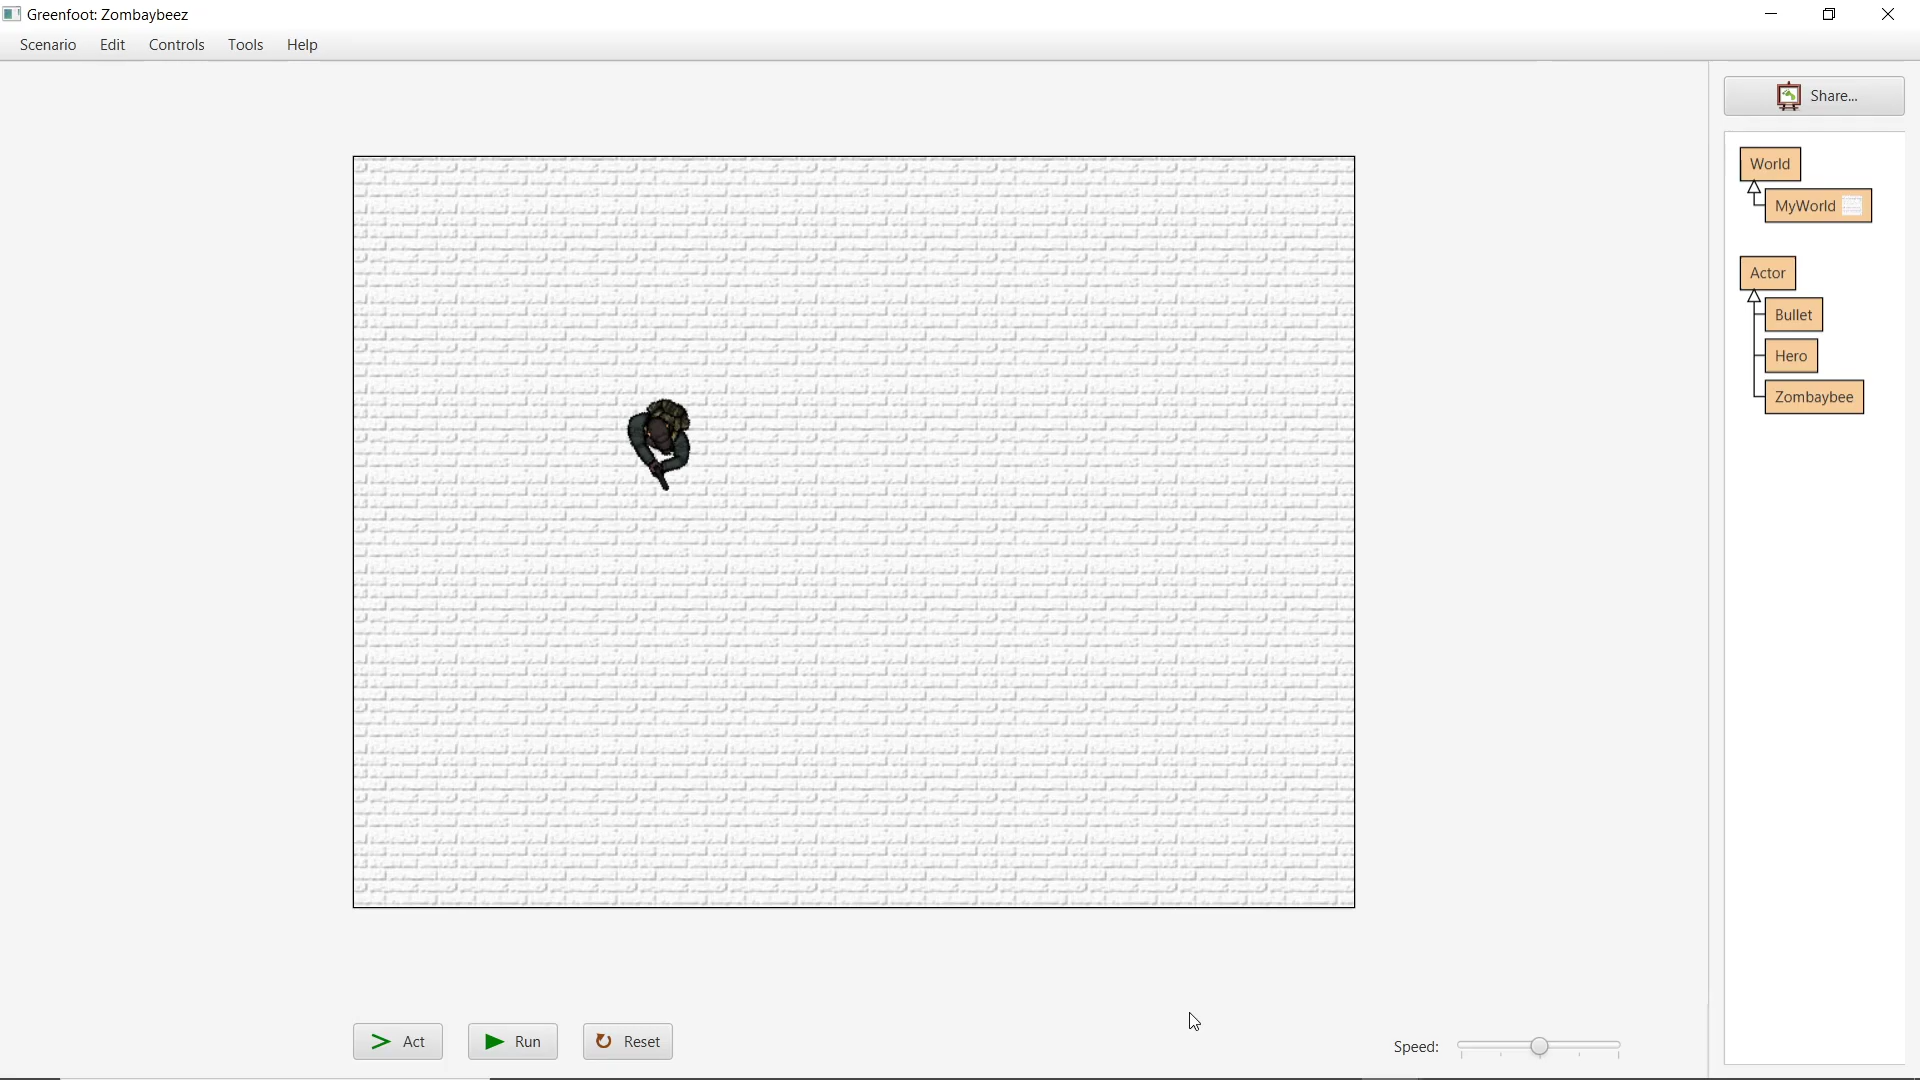 Greenfoot: Zombaybeez
Scenario Edit Controls Tools Help
Share...
World
MyWorld
Actor
Bullet
Hero
Zombaybee
Act Run Reset Speed: